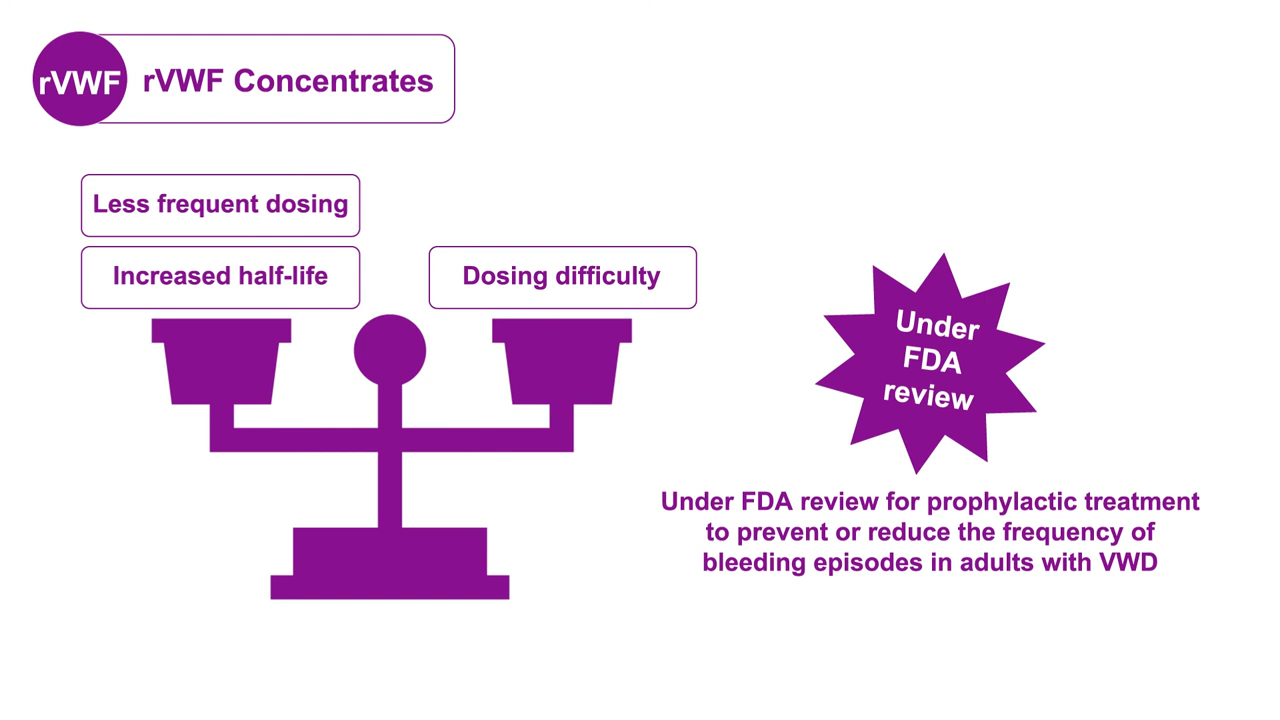 rVWF
rVWF Concentrates
Less frequent dosing
Increased half-life
Dosing difficulty
Under
FDA
review
Under FDA review for prophylactic treatment
to prevent or reduce the frequency of
bleeding episodes in adults with VWD